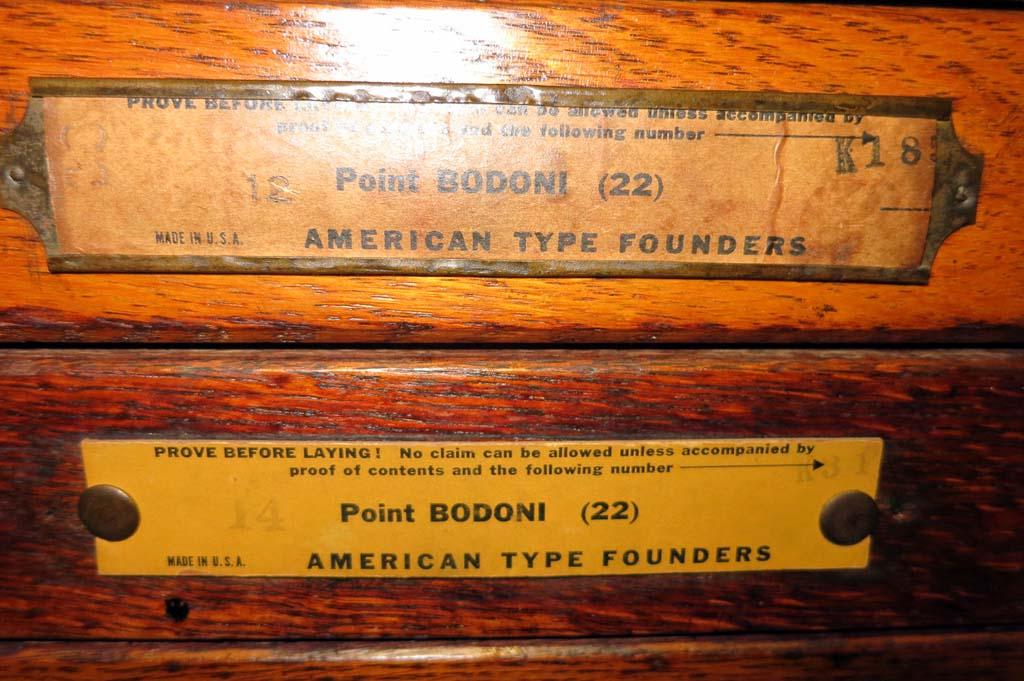 PROVE BEFORE can be allowed unless accompanied by
proof and the following number
K18
12 Point BODONI (22)
MADE IN U.S.A. AMERICAN TYPE FOUNDERS
PROVE BEFORE LAYING! No claim can be allowed unless accompanied by
proof of contents and the following number
14 Point BODONI (22)
MADE IN U.S.A. AMERICAN TYPE FOUNDERS